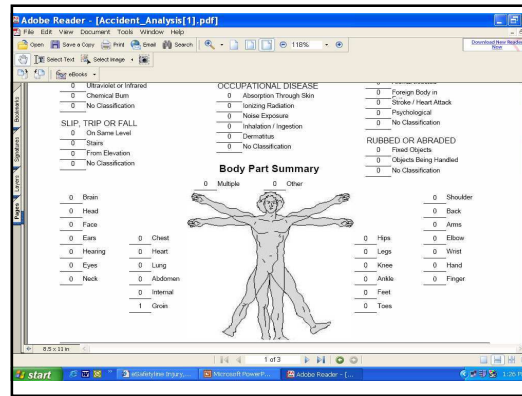 Adobe Reader - [Accident_Analysis[1].pdf]
File Edit View Document Tools Window Help
Open Save a Copy Print Email Search 118% Download New Reader Now
Select Text Select Image
eBooks
Bookmarks
Signatures
Layers
Pages
0 Ultraviolet or Infrared
0 Chemical Burn
0 No Classification
SLIP, TRIP OR FALL
0 On Same Level
0 Stairs
0 From Elevation
0 No Classification
OCCUPATIONAL DISEASE
0 Absorption Through Skin
0 Ionizing Radiation
0 Noise Exposure
0 Inhalation / Ingestion
0 Dermatitus
0 No Classification
0 Foreign Body in
0 Stroke / Heart Attack
0 Psychological
0 No Classification
RUBBED OR ABRADED
0 Fixed Objects
0 Objects Being Handled
0 No Classification
Body Part Summary
0 Multiple 0 Other
0 Brain
0 Head
0 Face
0 Ears
0 Hearing
0 Eyes
0 Neck
0 Chest
0 Heart
0 Lung
0 Abdomen
0 Internal
1 Groin
0 Hips
0 Legs
0 Knee
0 Ankle
0 Feet
0 Toes
0 Shoulder
0 Back
0 Arms
0 Elbow
0 Wrist
0 Hand
0 Finger
8.5 x 11 in
1 of 3
start eSafetyline Injury,... Microsoft PowerP... Adobe Reader - [... 1:26 PM